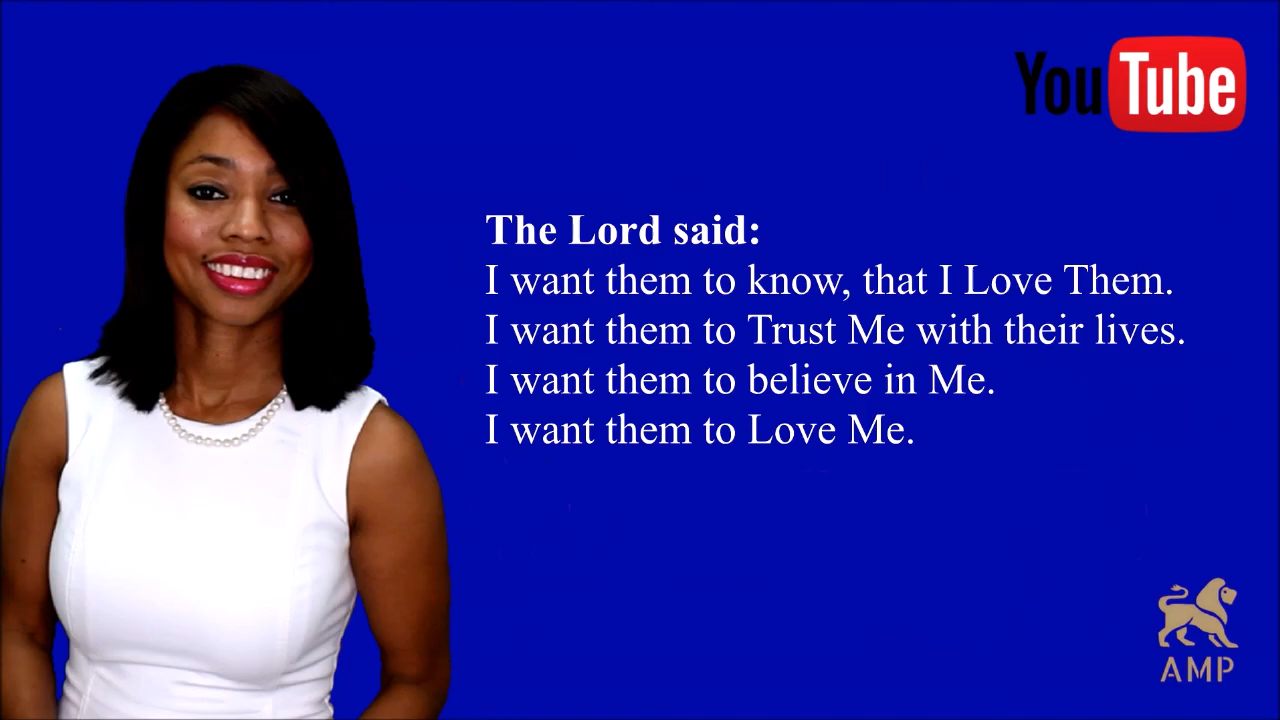 YouTube
The Lord said:
I want them to know, that I Love Them.
I want them to Trust Me with their lives.
I want them to believe in Me.
I want them to Love Me.
AMP